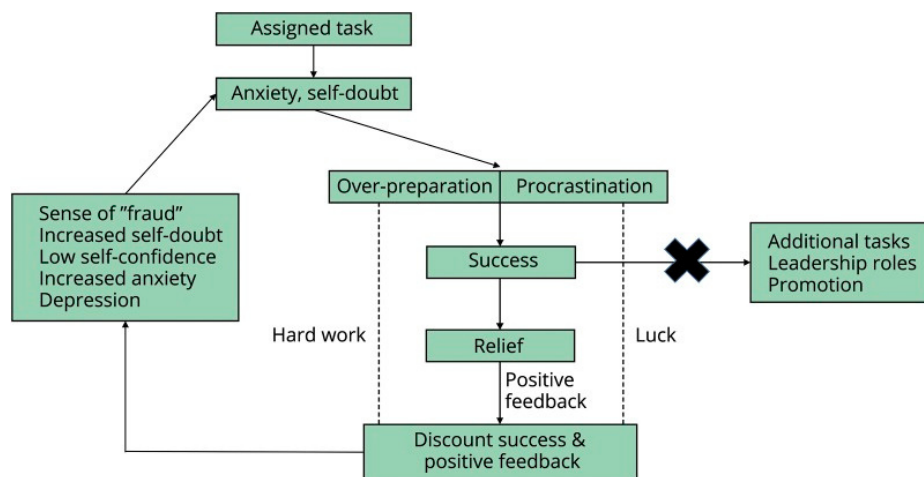 Assigned task
Anxiety, self-doubt
Over-preparation
Procrastination
Sense of ”fraud”
Increased self-doubt
Low self-confidence
Increased anxiety
Depression
Success
Additional tasks
Leadership roles
Promotion
Hard work
Relief
Luck
Positive
feedback
Discount success &
positive feedback